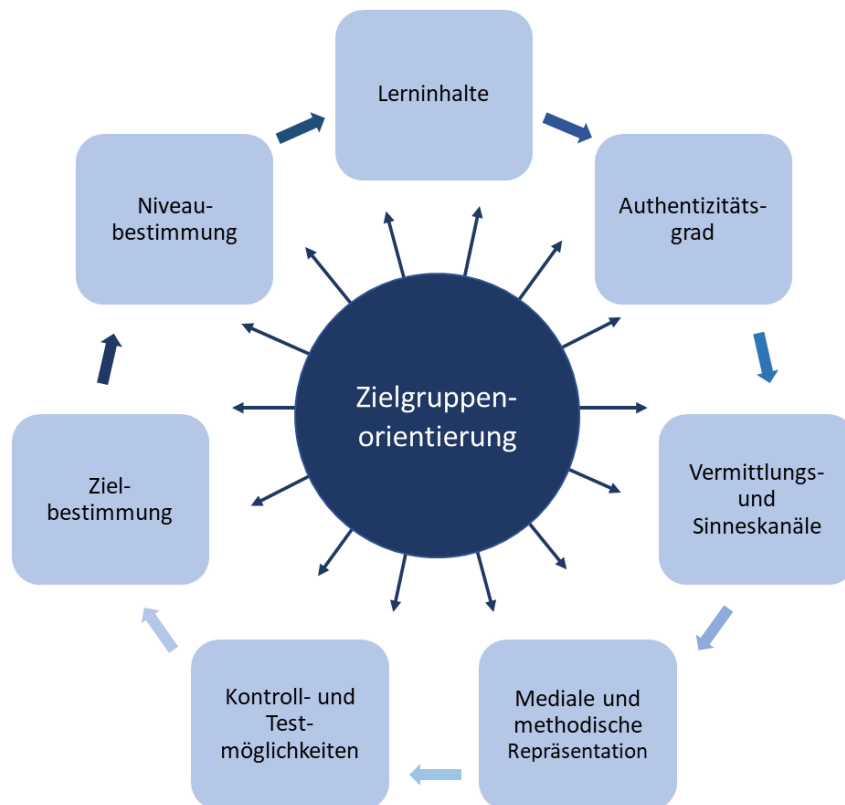 Lerninhalte
Authentizitäts-
grad
Vermittlungs-
und
Sinneskanäle
Mediale und
methodische
Repräsentation
Kontroll- und
Test-
möglichkeiten
Ziel-
bestimmung
Niveau-
bestimmung
Zielgruppen-
orientierung